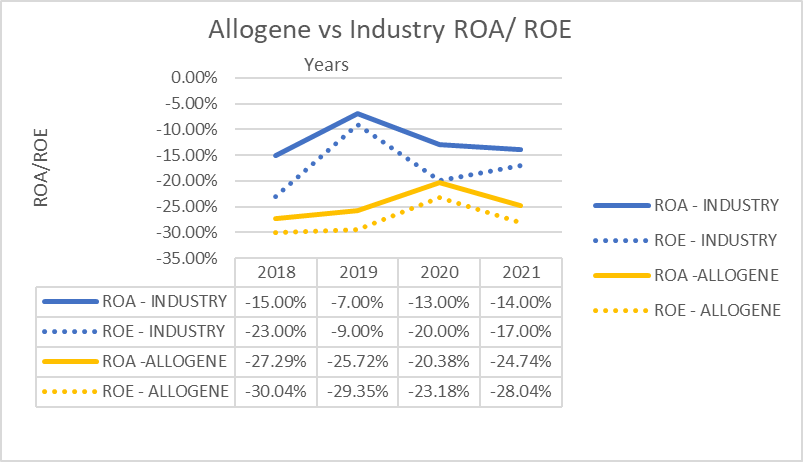 Allogene vs Industry ROA/ ROE
Years
0.00%
-5.00%
-10.00%
-15.00%
-20.00%
-25.00%
-30.00%
-35.00%
ROA/ROE
2018 2019 2020 2021
ROA - INDUSTRY -15.00% -7.00% -13.00% -14.00%
ROE - INDUSTRY -23.00% -9.00% -20.00% -17.00%
ROA -ALLOGENE -27.29% -25.72% -20.38% -24.74%
ROE - ALLOGENE -30.04% -29.35% -23.18% -28.04%
ROA - INDUSTRY
ROE - INDUSTRY
ROA -ALLOGENE
ROE - ALLOGENE